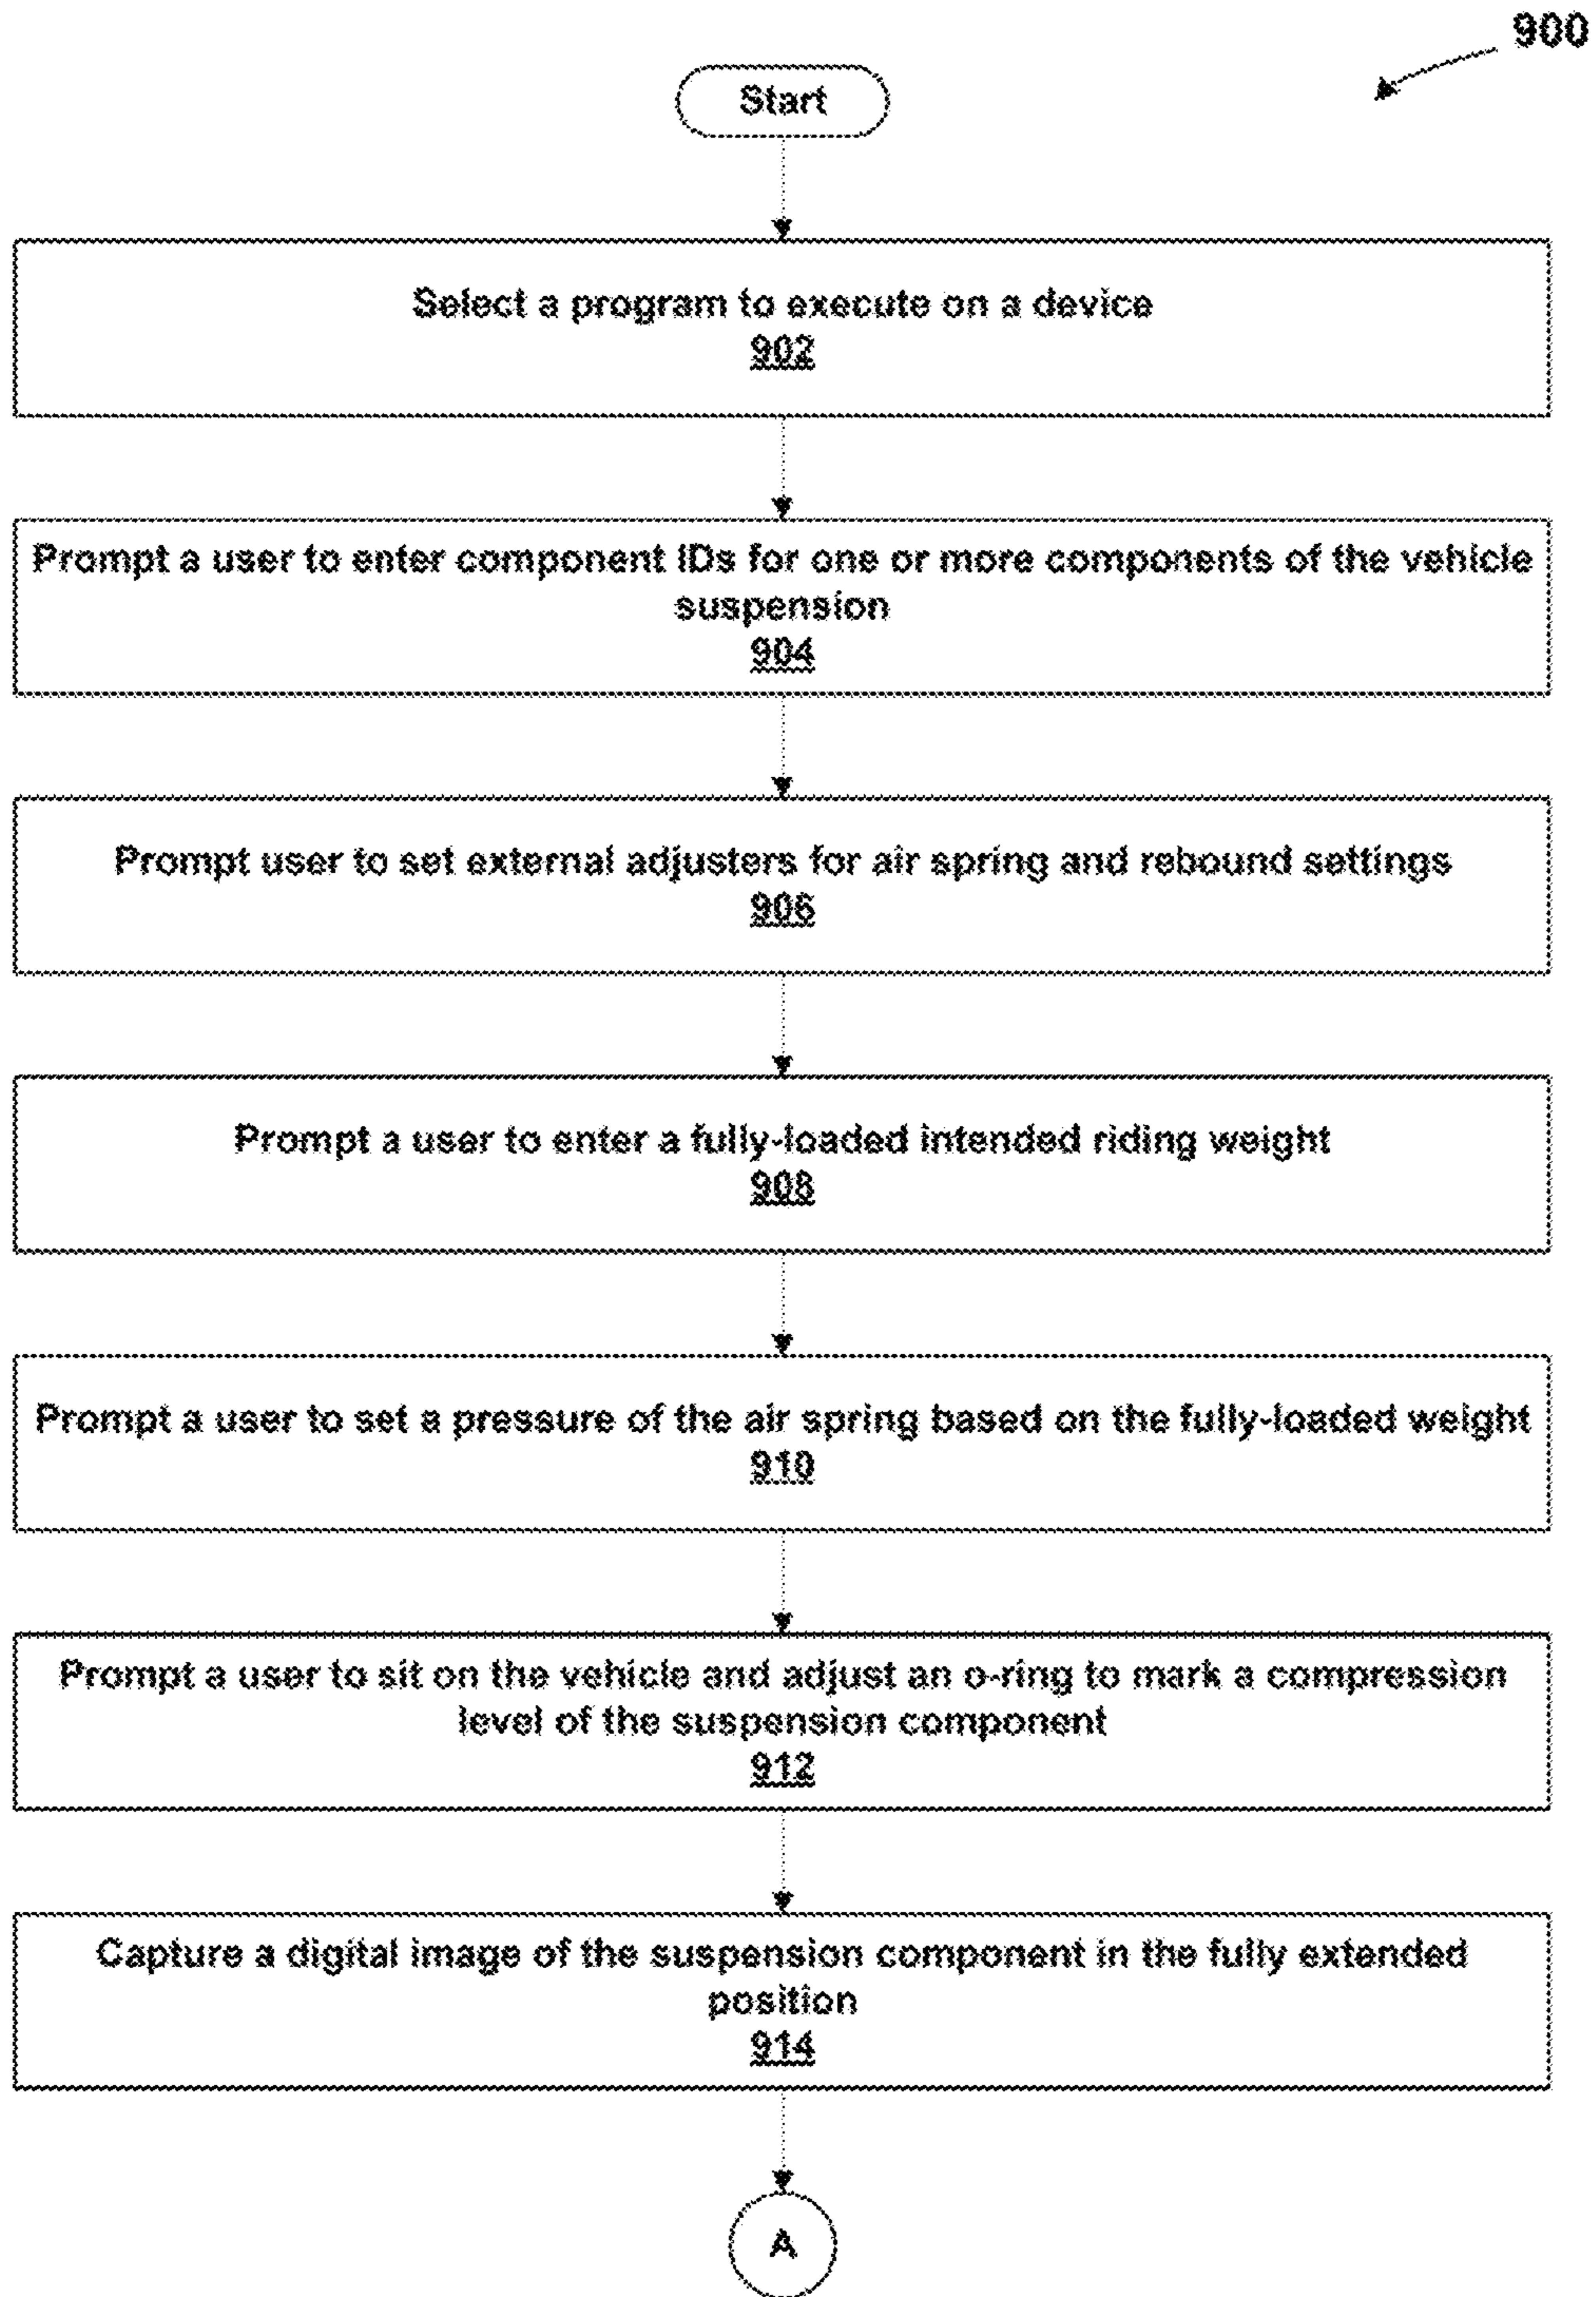 900
Start
Select a program to execute on a device
902
Prompt a user to enter component IDs for one or more components of the vehicle
suspension
904
Prompt user to set external adjusters for air spring and rebound settings
906
Prompt a user to enter a fully-loaded intended riding weight
908
Prompt a user to set a pressure of the air spring based on the fully-loaded weight
910
Prompt a user to sit on the vehicle and adjust an o-ring to mark a compression
level of the suspension component
912
Capture a digital image of the suspension component in the fully extended
position
914
A